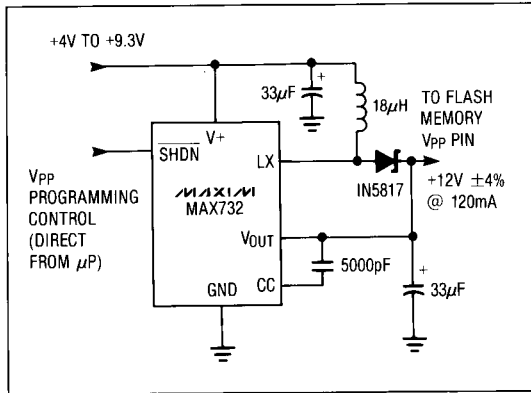 +4V TO +9.3V
33µF
+
18µH
TO FLASH
MEMORY
VPP PIN
V+
SHDN
LX
VPP
PROGRAMMING
CONTROL
(DIRECT
FROM µP)
MAXIM
MAX732
IN5817
+12V ±4%
@ 120mA
VOUT
5000pF
CC
GND
+
33µF